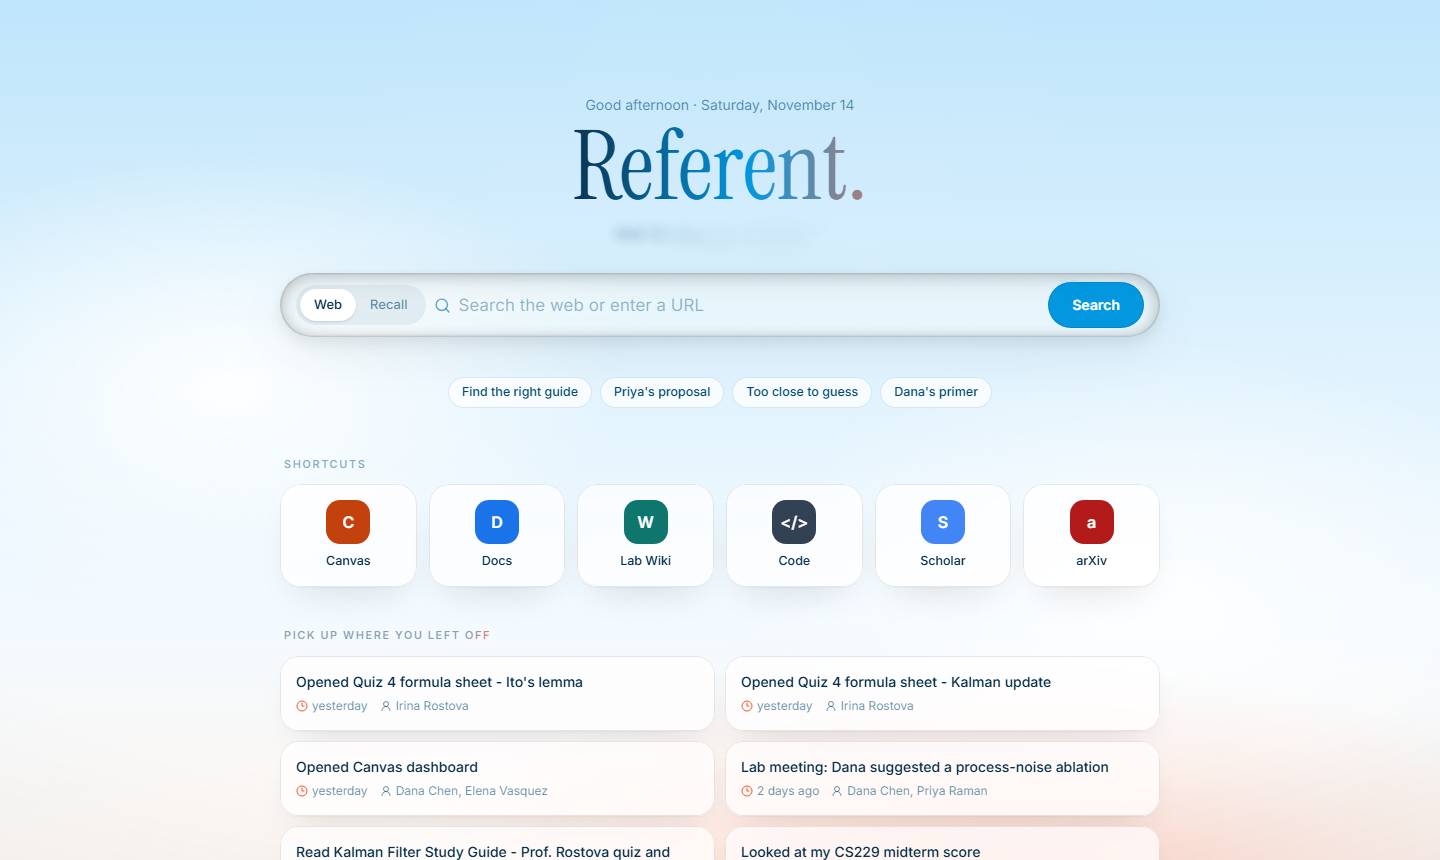 Good afternoon · Saturday, November 14
Referent.
Web
Recall
Search the web or enter a URL
Search
Find the right guide
Priya's proposal
Too close to guess
Dana's primer
SHORTCUTS
C
Canvas
D
Docs
W
Lab Wiki
</>
Code
S
Scholar
a
arXiv
PICK UP WHERE YOU LEFT OFF
Opened Quiz 4 formula sheet - Ito's lemma
yesterday Irina Rostova
Opened Quiz 4 formula sheet - Kalman update
yesterday Irina Rostova
Opened Canvas dashboard
yesterday Dana Chen, Elena Vasquez
Lab meeting: Dana suggested a process-noise ablation
2 days ago Dana Chen, Priya Raman
Read Kalman Filter Study Guide - Prof. Rostova quiz and
Looked at my CS229 midterm score